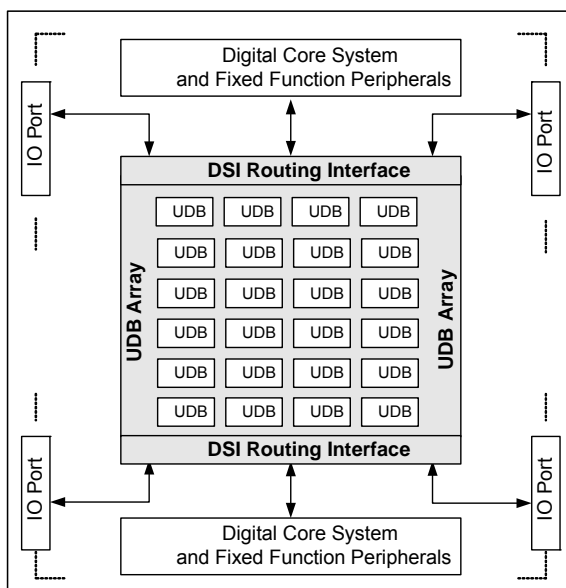 Digital Core System
and Fixed Function Peripherals
IO Port
IO Port
DSI Routing Interface
UDB UDB UDB UDB
UDB UDB UDB UDB
UDB Array
UDB Array
UDB UDB UDB UDB
UDB UDB UDB UDB
UDB UDB UDB UDB
UDB UDB UDB UDB
DSI Routing Interface
IO Port
IO Port
Digital Core System
and Fixed Function Peripherals